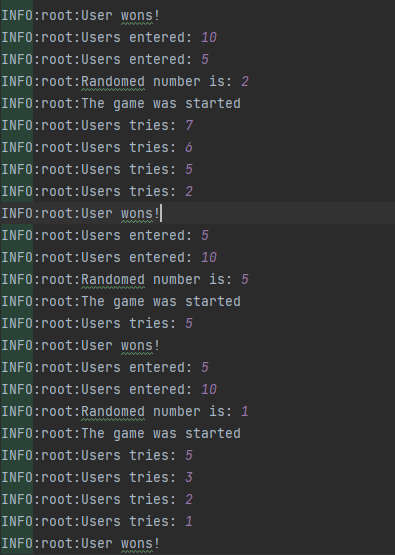 INFO:root:User wons!
INFO:root:Users entered: 10
INFO:root:Users entered: 5
INFO:root:Randomed number is: 2
INFO:root:The game was started
INFO:root:Users tries: 7
INFO:root:Users tries: 6
INFO:root:Users tries: 5
INFO:root:Users tries: 2
INFO:root:User wons!
INFO:root:Users entered: 5
INFO:root:Users entered: 10
INFO:root:Randomed number is: 5
INFO:root:The game was started
INFO:root:Users tries: 5
INFO:root:User wons!
INFO:root:Users entered: 5
INFO:root:Users entered: 10
INFO:root:Randomed number is: 1
INFO:root:The game was started
INFO:root:Users tries: 5
INFO:root:Users tries: 3
INFO:root:Users tries: 2
INFO:root:Users tries: 1
INFO:root:User wons!